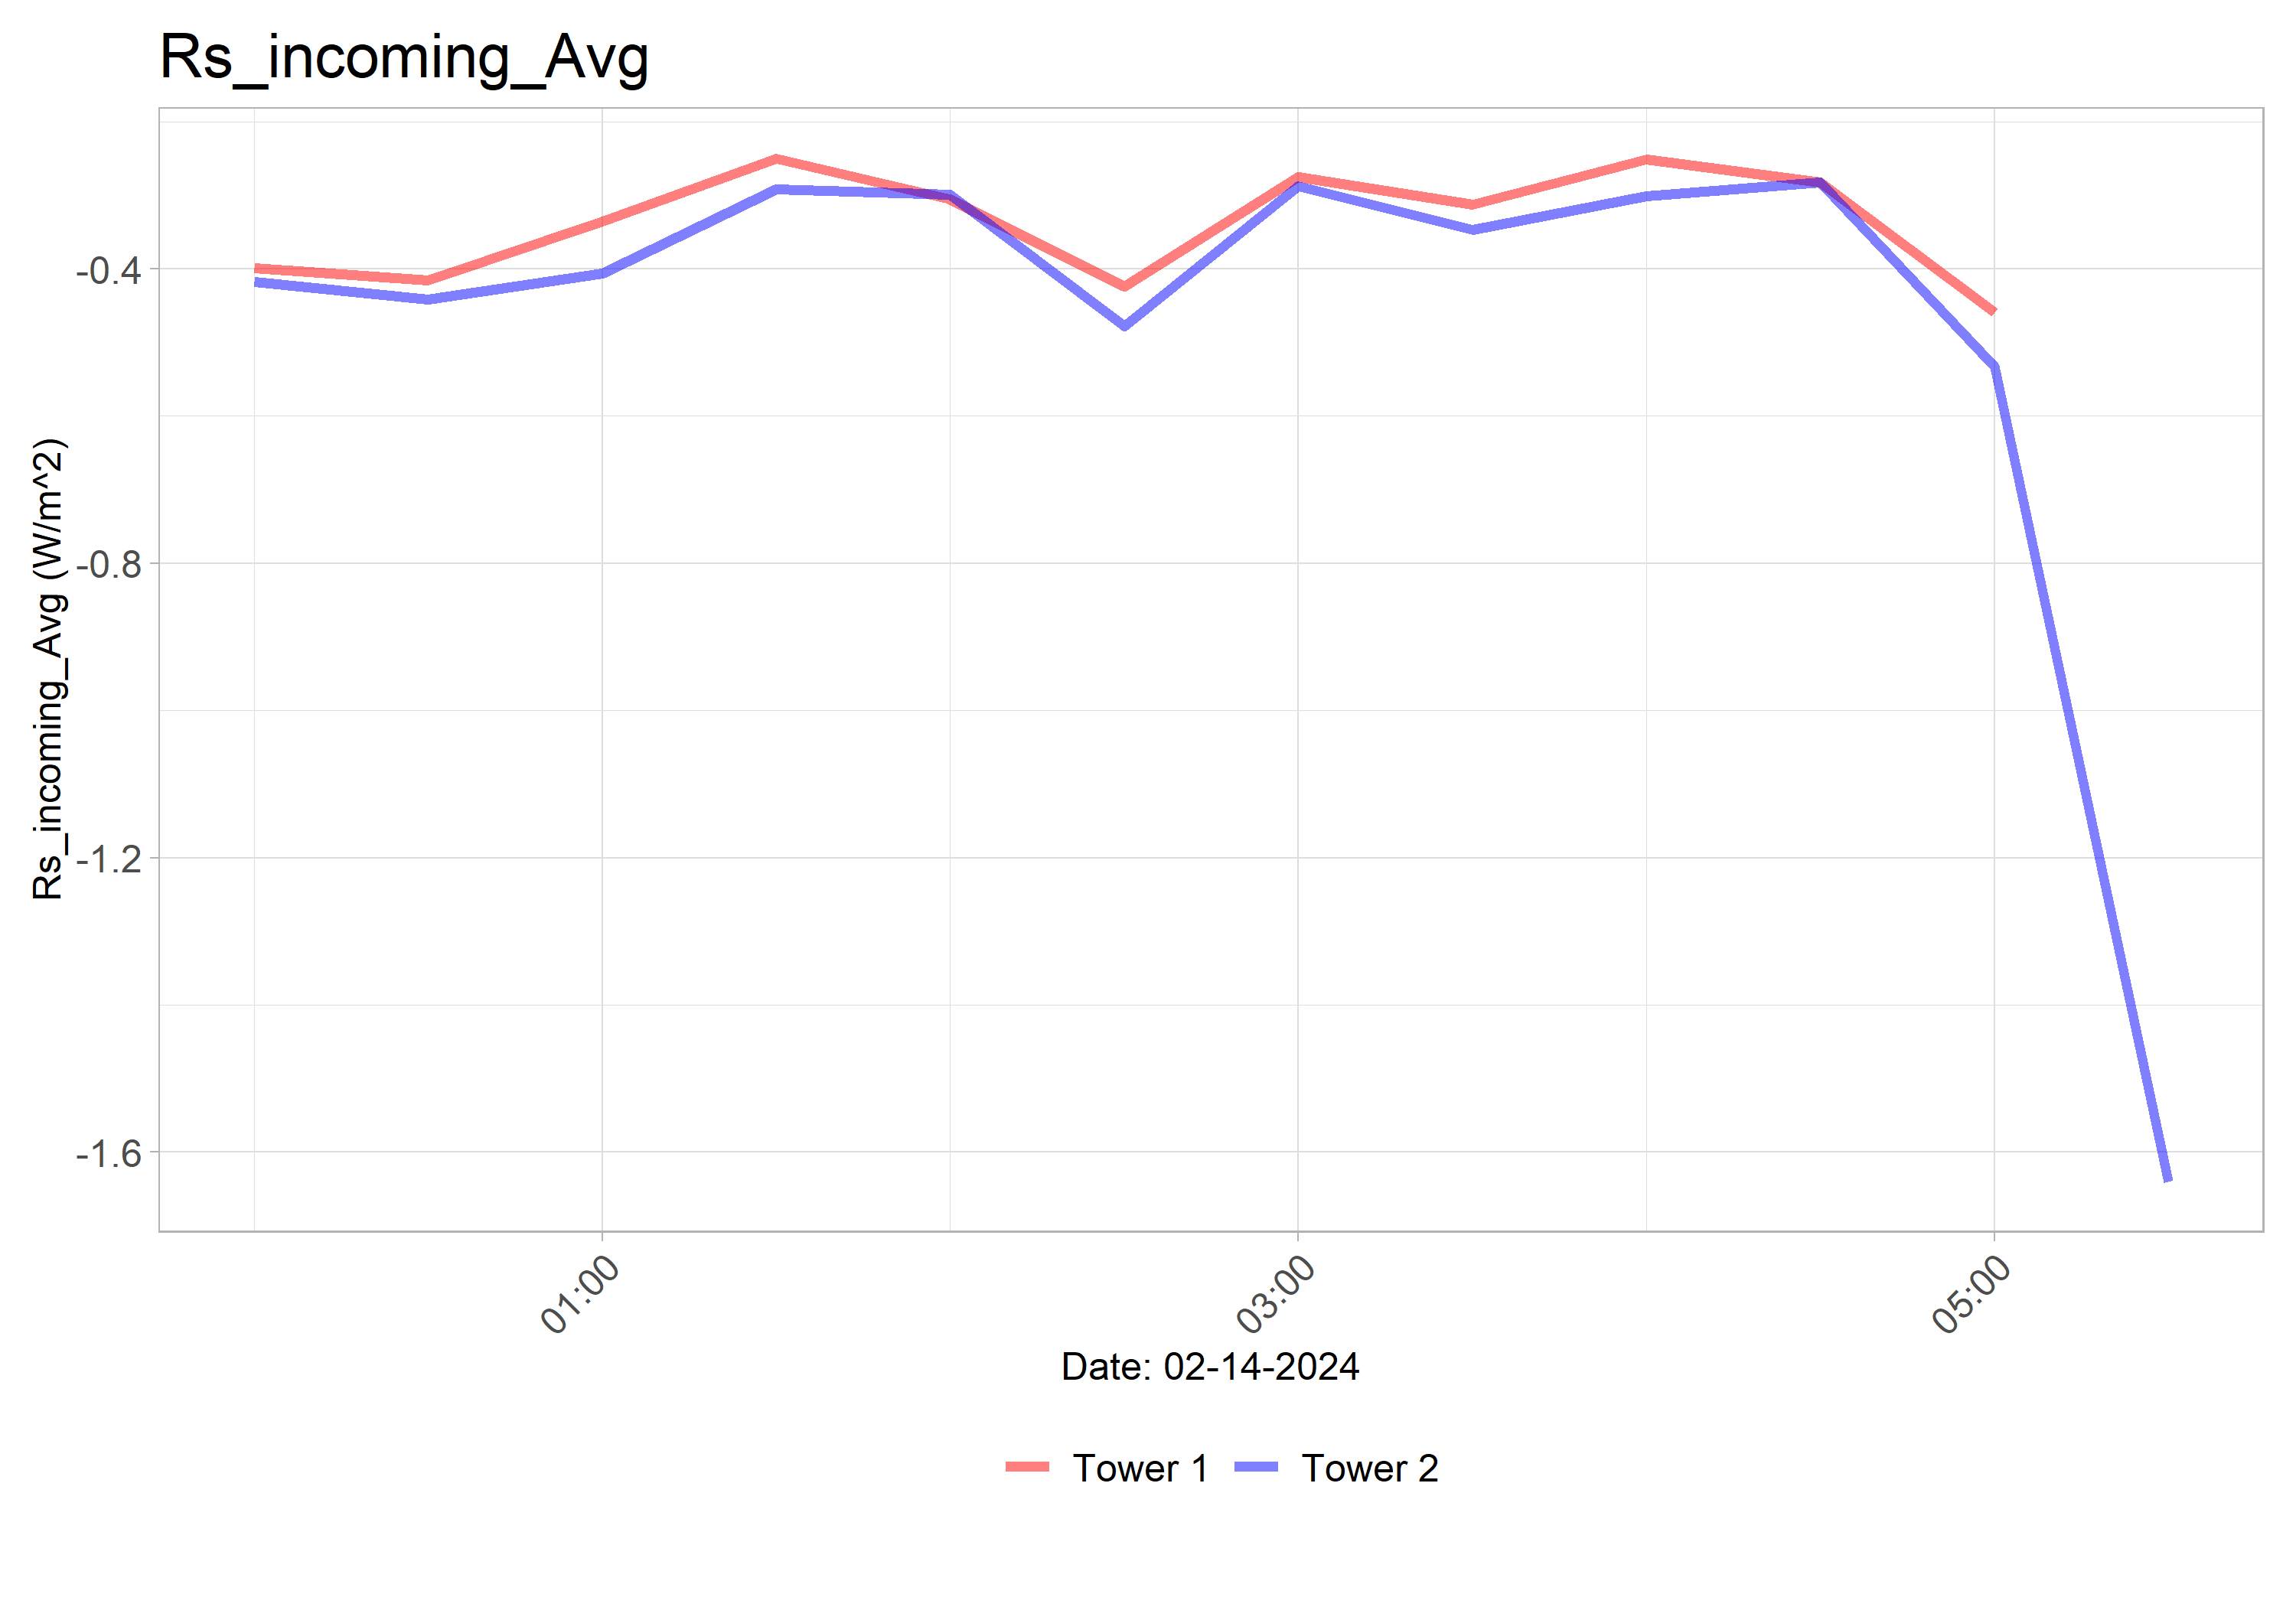 Rs_incoming_Avg
Rs_incoming_Avg (W/m^2)
-0.4
-0.8
-1.2
-1.6
01:00
03:00
05:00
Date: 02-14-2024
Tower 1
Tower 2